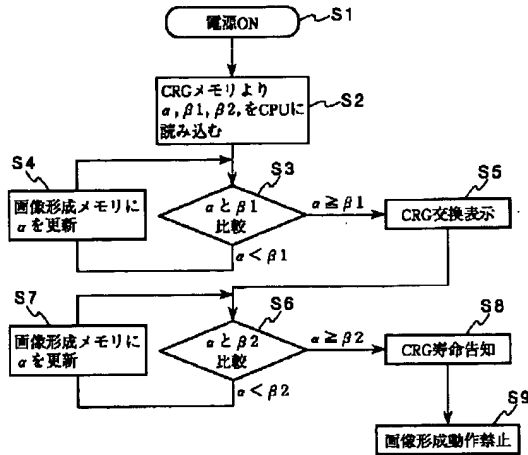 S1
電源ON
S2
CRGメモリより
α,β1,β2,をCPUに
読み込む
S4
画像形成メモリに
αを更新
S3
αとβ1
比較
α≧β1
α<β1
S5
CRG交換表示
S7
画像形成メモリに
αを更新
S6
αとβ2
比較
α≧β2
α<β2
S8
CRG寿命告知
S9
画像形成動作禁止